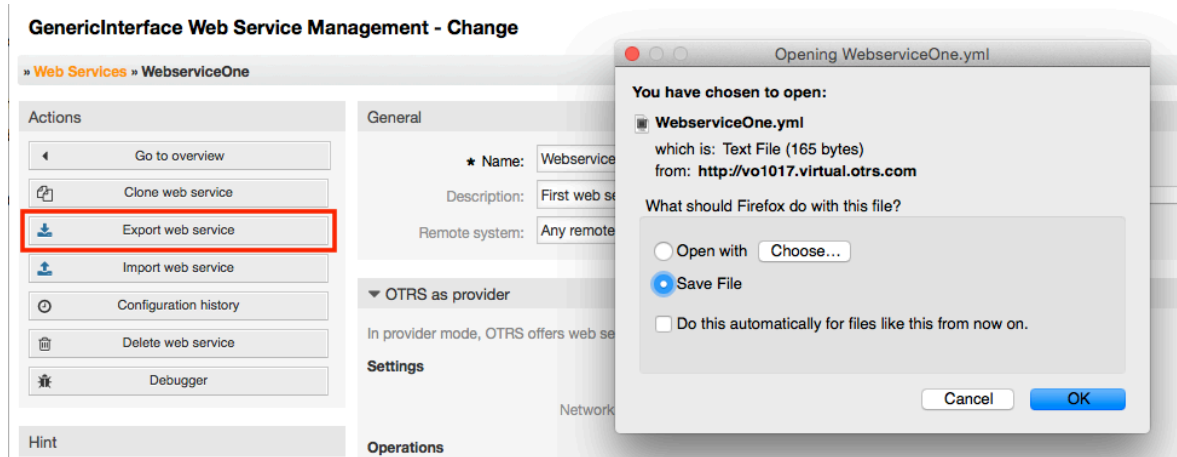 GenericInterface Web Service Management - Change
» Web Services » WebserviceOne
Actions
Go to overview
Clone web service
Export web service
Import web service
Configuration history
Delete web service
Debugger
Hint
General
★ Name: Webservice
Description: First web se
Remote system: Any remote
OTRS as provider
In provider mode, OTRS offers web se
Settings
Network
Operations
Opening WebserviceOne.yml
You have chosen to open:
WebserviceOne.yml
which is: Text File (165 bytes)
from: http://vo1017.virtual.otrs.com
What should Firefox do with this file?
Open with Choose...
Save File
Do this automatically for files like this from now on.
Cancel OK